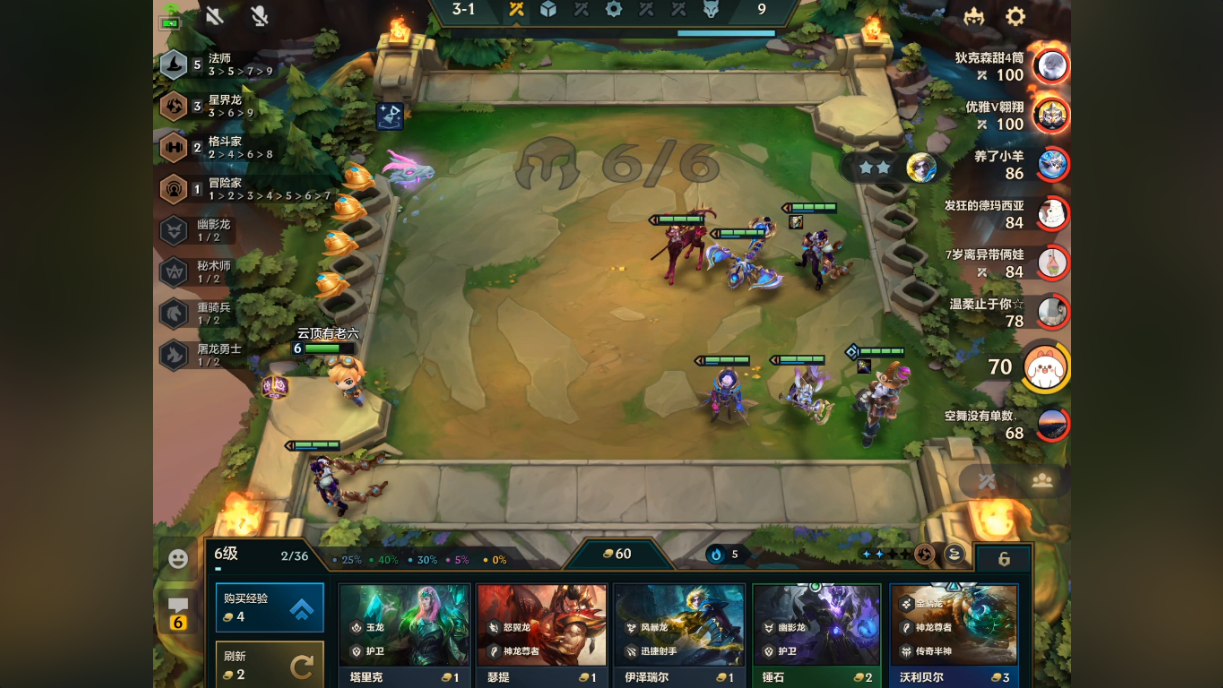 3-1
9
5
法师
3 > 5 > 7 > 9
3
星界龙
3 > 6 > 9
2
格斗家
2 > 4 > 6 > 8
1
冒险家
1 > 2 > 3 > 4 > 5 > 6 > 7
幽影龙
1 / 2
秘术师
1 / 2
重骑兵
1 / 2
屠龙勇士
1 / 2
6/6
狄克森甜4筒
100
优雅V翱翔
100
养了小羊
86
发狂的德玛西亚
84
7岁离异带俩娃
84
温柔止于你☆
78
70
空舞没有单数.
68
云顶有老六
6
6级
2/36
25%
40%
30%
5%
0%
60
5
6
购买经验
4
刷新
2
6
玉龙
护卫
塔里克
1
怒翼龙
神龙尊者
瑟提
1
风暴龙
迅捷射手
伊泽瑞尔
1
幽影龙
护卫
锤石
2
金鳞龙
神龙尊者
传奇半神
沃利贝尔
3